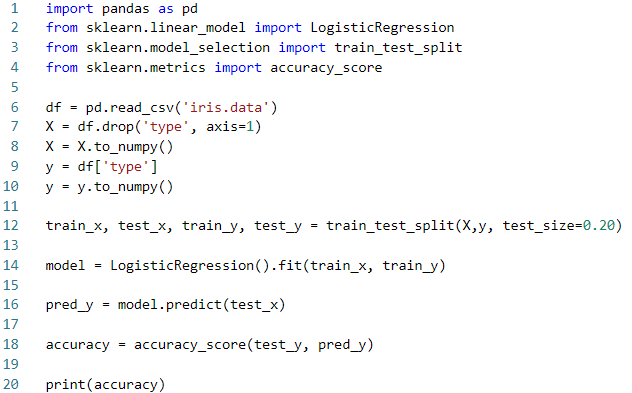 1 import pandas as pd
2 from sklearn.linear_model import LogisticRegression
3 from sklearn.model_selection import train_test_split
4 from sklearn.metrics import accuracy_score
5
6 df = pd.read_csv('iris.data')
7 X = df.drop('type', axis=1)
8 X = X.to_numpy()
9 y = df['type']
10 y = y.to_numpy()
11
12 train_x, test_x, train_y, test_y = train_test_split(X,y, test_size=0.20)
13
14 model = LogisticRegression().fit(train_x, train_y)
15
16 pred_y = model.predict(test_x)
17
18 accuracy = accuracy_score(test_y, pred_y)
19
20 print(accuracy)